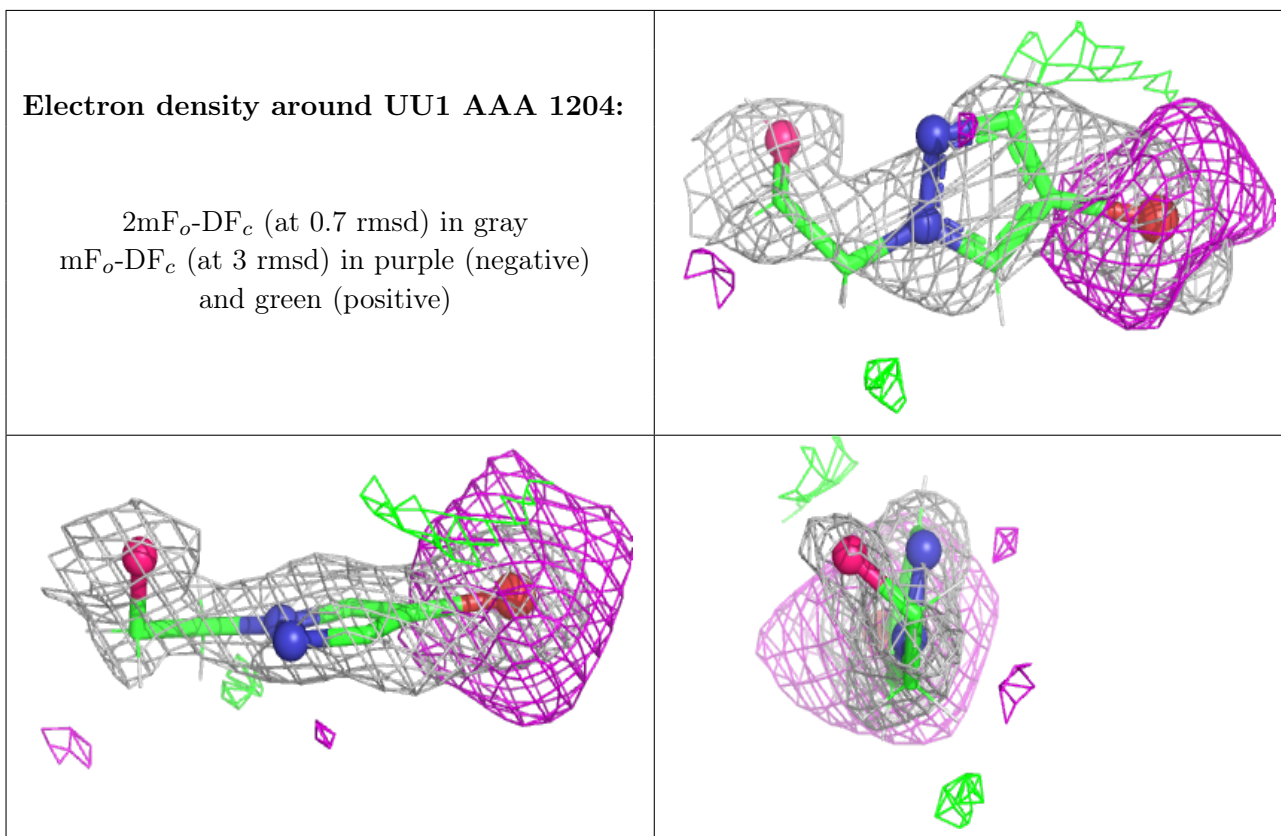 Electron density around UU1 AAA 1204:
2mFo-DFc (at 0.7 rmsd) in gray
mFo-DFc (at 3 rmsd) in purple (negative)
and green (positive)